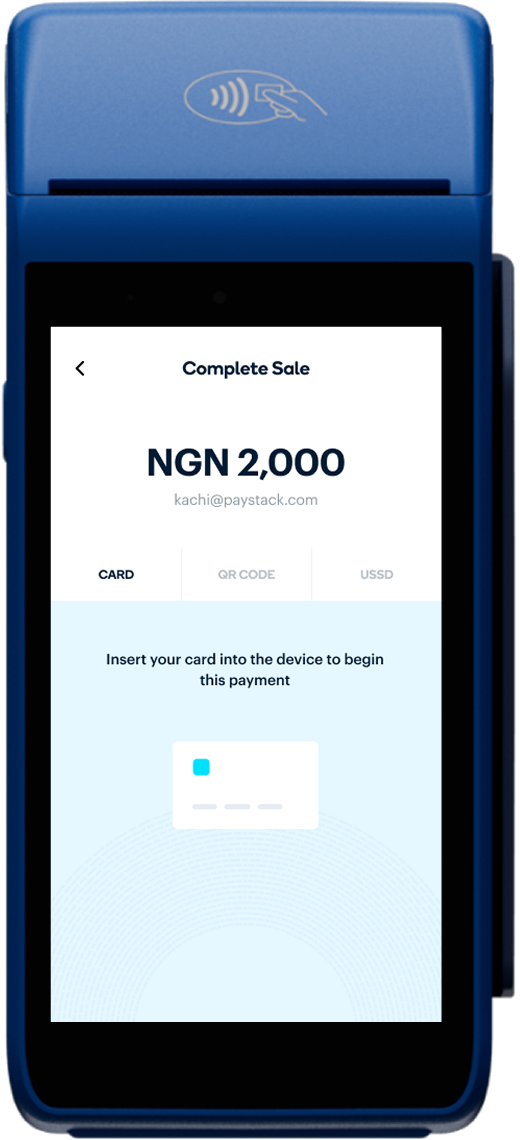 Complete Sale
NGN 2,000
kachi@paystack.com
CARD
QR CODE
USSD
Insert your card into the device to begin
this payment